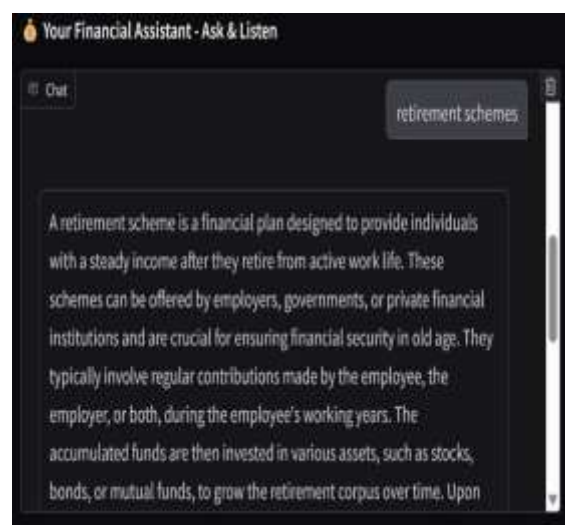 💰 Your Financial Assistant - Ask & Listen
Chat
retirement schemes
A retirement scheme is a financial plan designed to provide individuals
with a steady income after they retire from active work life. These
schemes can be offered by employers, governments, or private financial
institutions and are crucial for ensuring financial security in old age. They
typically involve regular contributions made by the employee, the
employer, or both, during the employee's working years. The
accumulated funds are then invested in various assets, such as stocks,
bonds, or mutual funds, to grow the retirement corpus over time. Upon